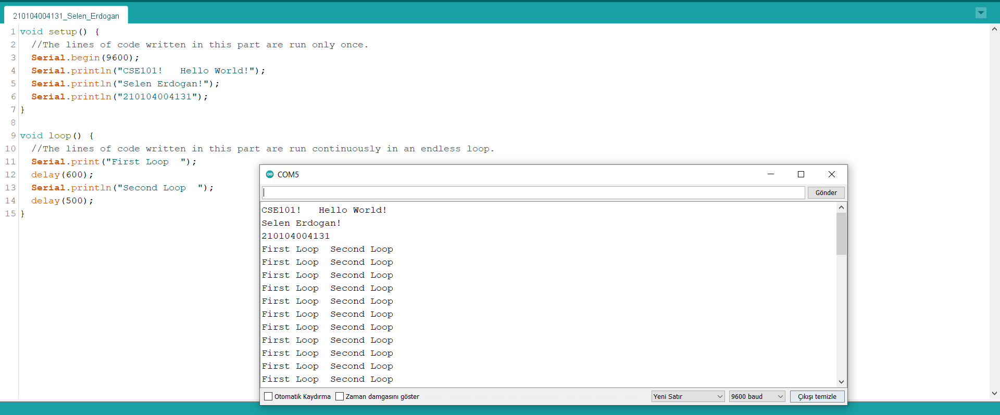 210104004131_Selen_Erdogan
1 void setup() {
2   //The lines of code written in this part are run only once.
3   Serial.begin(9600);
4   Serial.println("CSE101!   Hello World!");
5   Serial.println("Selen Erdogan!");
6   Serial.println("210104004131");
7 }
8
9 void loop() {
10   //The lines of code written in this part are run continuously in an endless loop.
11   Serial.print("First Loop  ");
12   delay(600);
13   Serial.println("Second Loop  ");
14   delay(500);
15 }
COM5
Gönder
CSE101!   Hello World!
Selen Erdogan!
210104004131
First Loop  Second Loop
First Loop  Second Loop
First Loop  Second Loop
First Loop  Second Loop
First Loop  Second Loop
First Loop  Second Loop
First Loop  Second Loop
First Loop  Second Loop
First Loop  Second Loop
First Loop  Second Loop
First Loop  Second Loop
Otomatik Kaydırma Zaman damgasını göster Yeni Satır 9600 baud Çıkışı temizle